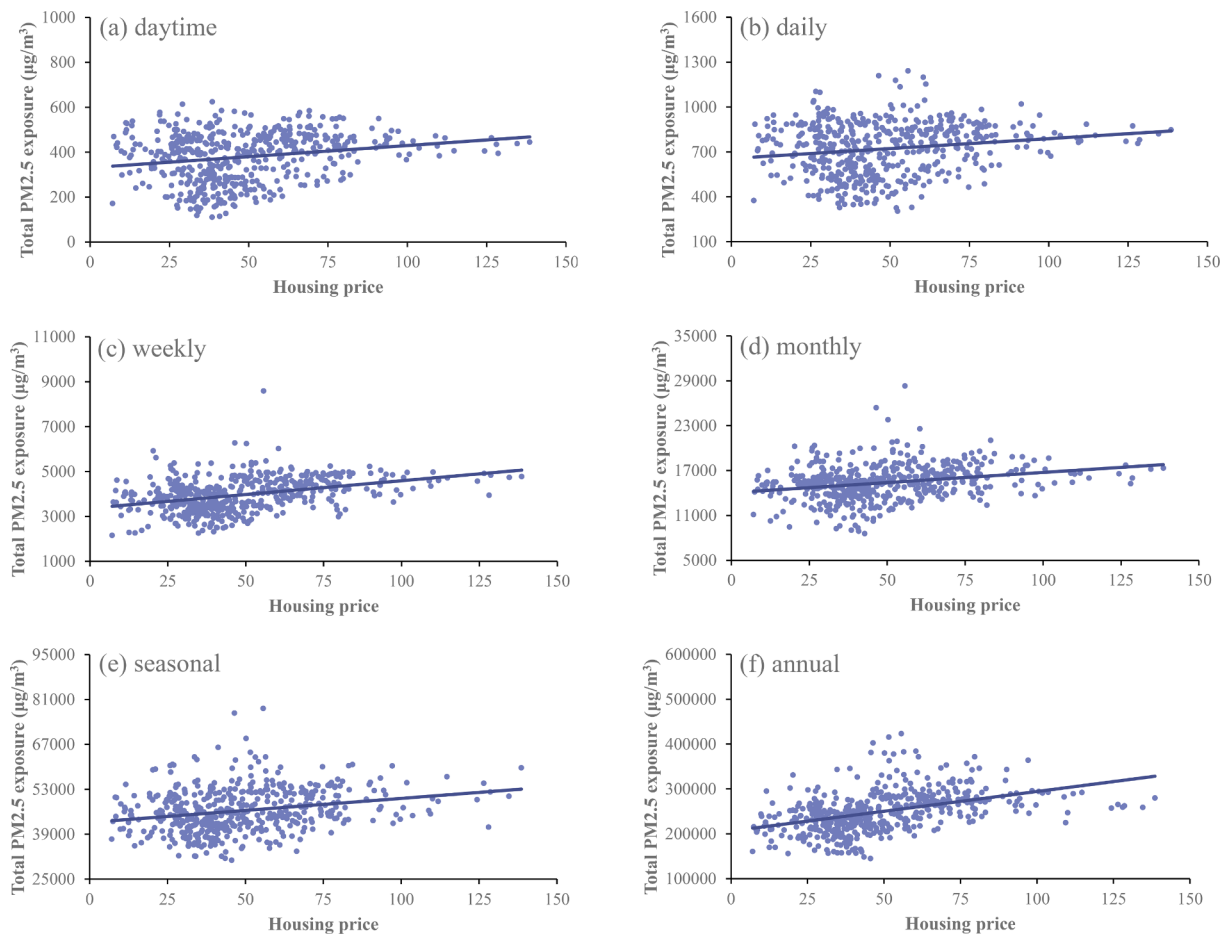 (a) daytime
Total PM2.5 exposure (μg/m³)
1000
800
600
400
200
0
0 25 50 75 100 125 150
Housing price
(b) daily
Total PM2.5 exposure (μg/m³)
1600
1300
1000
700
400
100
0 25 50 75 100 125 150
Housing price
(c) weekly
Total PM2.5 exposure (μg/m³)
11000
9000
7000
5000
3000
1000
0 25 50 75 100 125 150
Housing price
(d) monthly
Total PM2.5 exposure (μg/m³)
35000
29000
23000
17000
11000
5000
0 25 50 75 100 125 150
Housing price
(e) seasonal
Total PM2.5 exposure (μg/m³)
95000
81000
67000
53000
39000
25000
0 25 50 75 100 125 150
Housing price
(f) annual
Total PM2.5 exposure (μg/m³)
600000
500000
400000
300000
200000
100000
0 25 50 75 100 125 150
Housing price